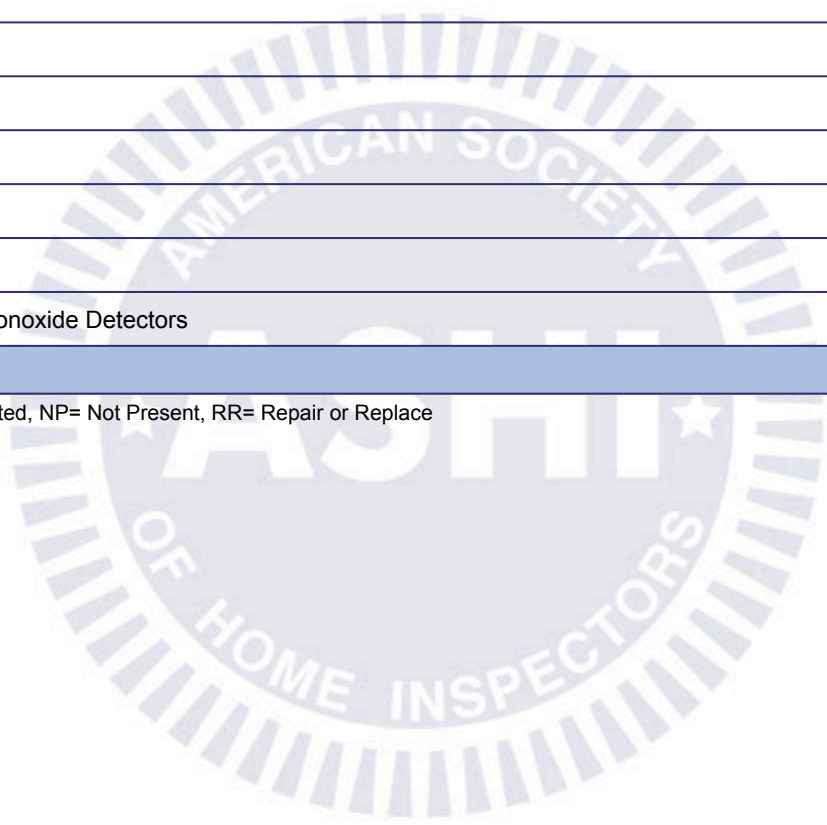 AMERICAN SOCIETY
onoxide Detectors
ted, NP= Not Present, RR= Repair or Replace
ASHI
OF HOME INSPECTORS